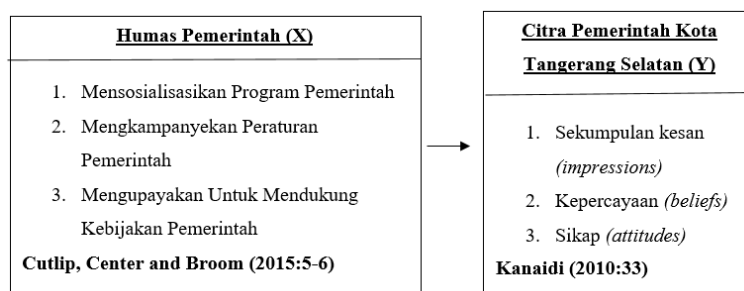 Humas Pemerintah (X)
1. Mensosialisasikan Program Pemerintah
2. Mengkampanyekan Peraturan
Pemerintah
3. Mengupayakan Untuk Mendukung
Kebijakan Pemerintah
Cutlip, Center and Broom (2015:5-6)
Citra Pemerintah Kota
Tangerang Selatan (Y)
1. Sekumpulan kesan
(impressions)
2. Kepercayaan (beliefs)
3. Sikap (attitudes)
Kanaidi (2010:33)